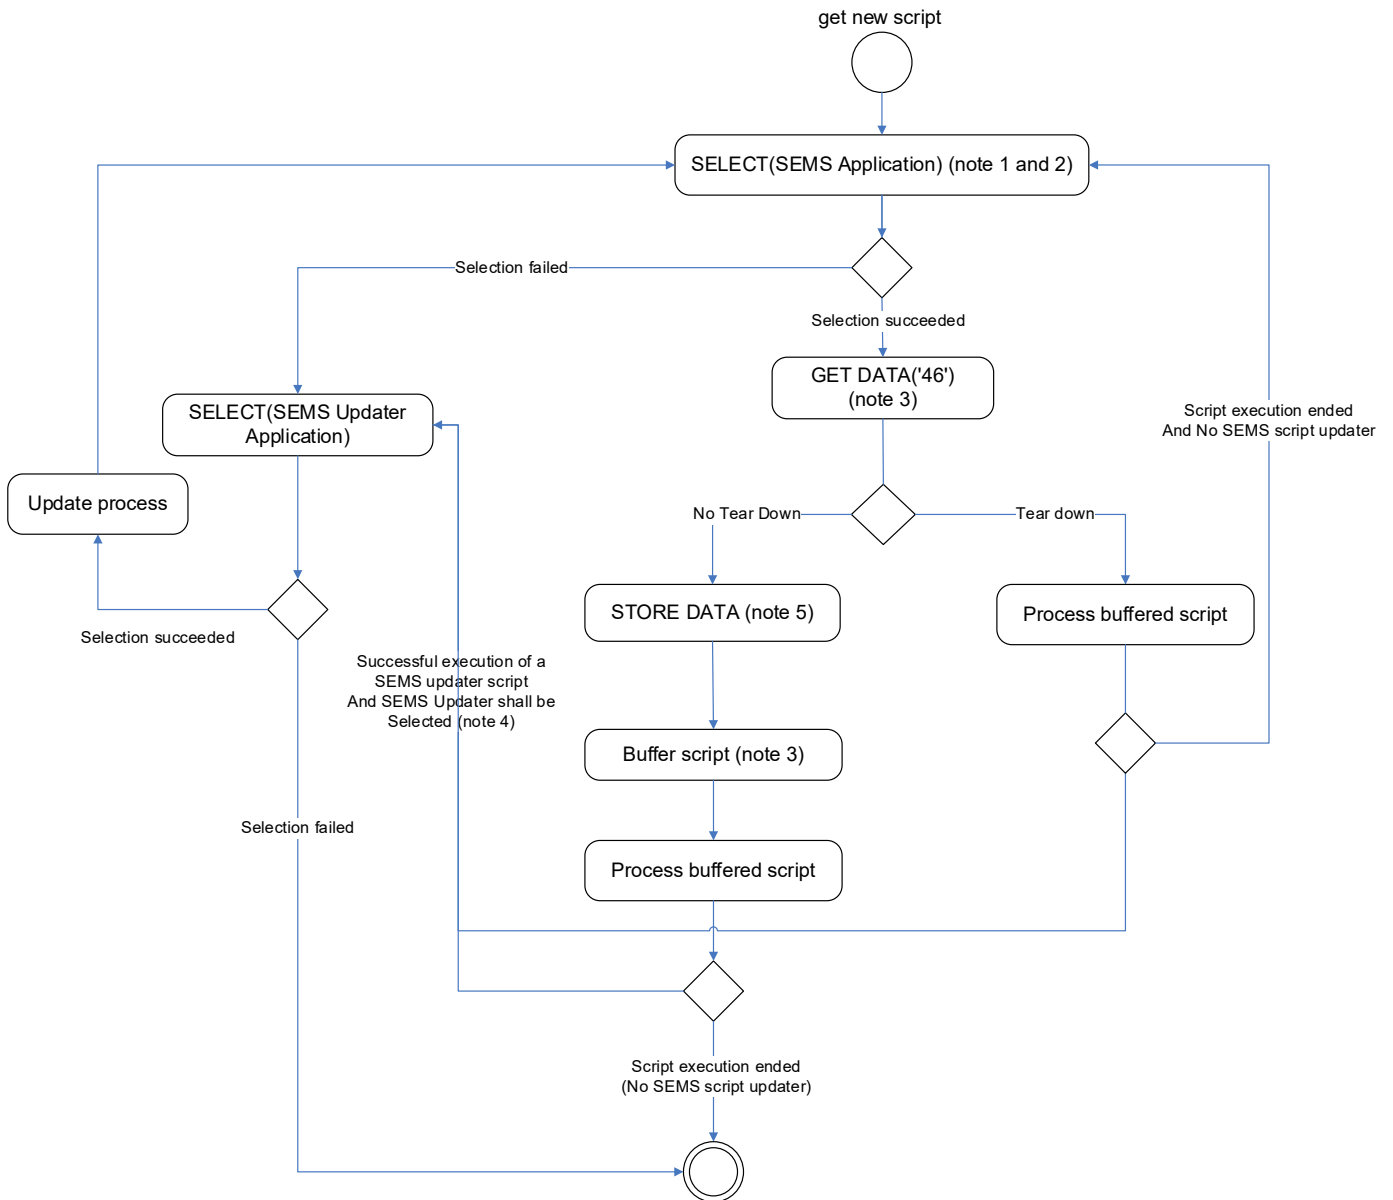 get new script
SELECT(SEMS Application) (note 1 and 2)
Selection failed
Selection succeeded
GET DATA('46')
(note 3)
SELECT(SEMS Updater
Application)
Script execution ended
And No SEMS script updater
Update process
No Tear Down
Tear down
STORE DATA (note 5)
Process buffered script
Selection succeeded
Successful execution of a
SEMS updater script
And SEMS Updater shall be
Selected (note 4)
Buffer script (note 3)
Selection failed
Process buffered script
Script execution ended
(No SEMS script updater)